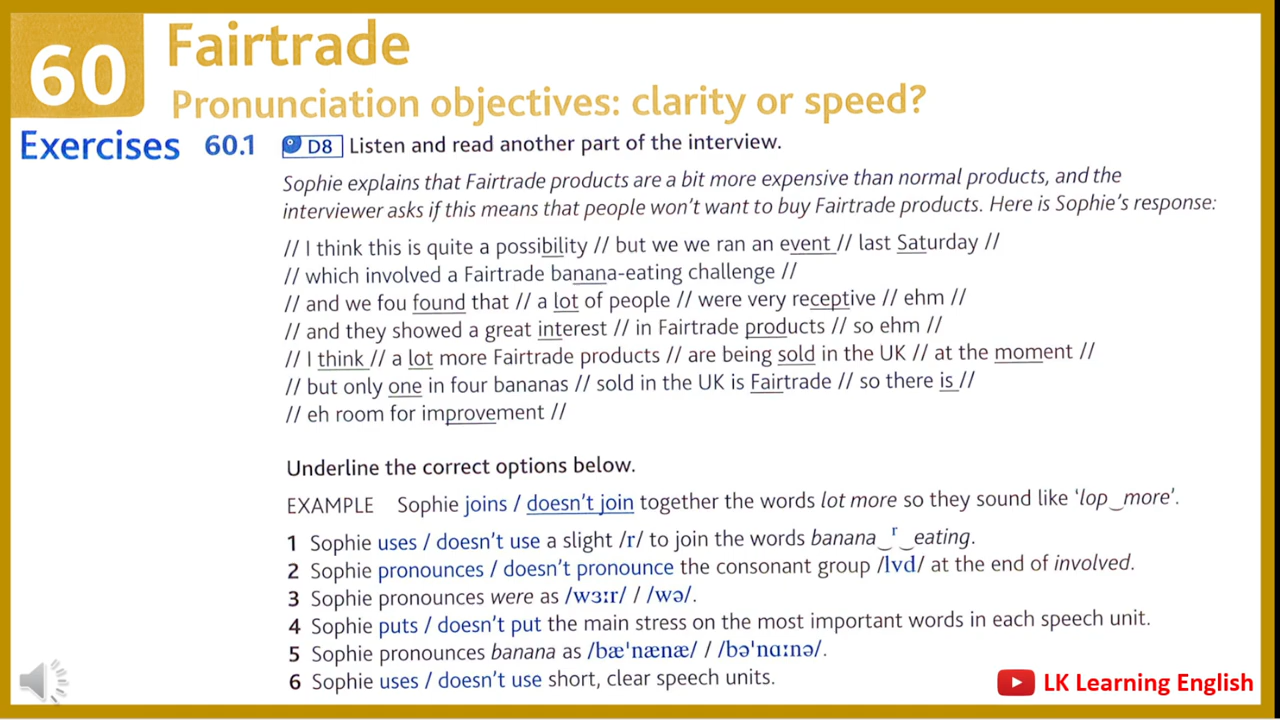 60
Fairtrade
Pronunciation objectives: clarity or speed?
Exercises 60.1 D8 Listen and read another part of the interview.
Sophie explains that Fairtrade products are a bit more expensive than normal products, and the
interviewer asks if this means that people won't want to buy Fairtrade products. Here is Sophie's response:
// I think this is quite a possibility // but we we ran an event // last Saturday //
// which involved a Fairtrade banana-eating challenge //
// and we fou found that // a lot of people // were very receptive // ehm //
// and they showed a great interest // in Fairtrade products // so ehm //
// I think // a lot more Fairtrade products // are being sold in the UK // at the moment //
// but only one in four bananas // sold in the UK is Fairtrade // so there is //
// eh room for improvement //
Underline the correct options below.
EXAMPLE Sophie joins / doesn't join together the words lot more so they sound like 'lop‿more'.
1 Sophie uses / doesn't use a slight /r/ to join the words banana‿ʳ‿eating.
2 Sophie pronounces / doesn't pronounce the consonant group /lvd/ at the end of involved.
3 Sophie pronounces were as /wɜːr/ / /wə/.
4 Sophie puts / doesn't put the main stress on the most important words in each speech unit.
5 Sophie pronounces banana as /bæˈnænæ/ / /bəˈnɑːnə/.
6 Sophie uses / doesn't use short, clear speech units.
LK Learning English